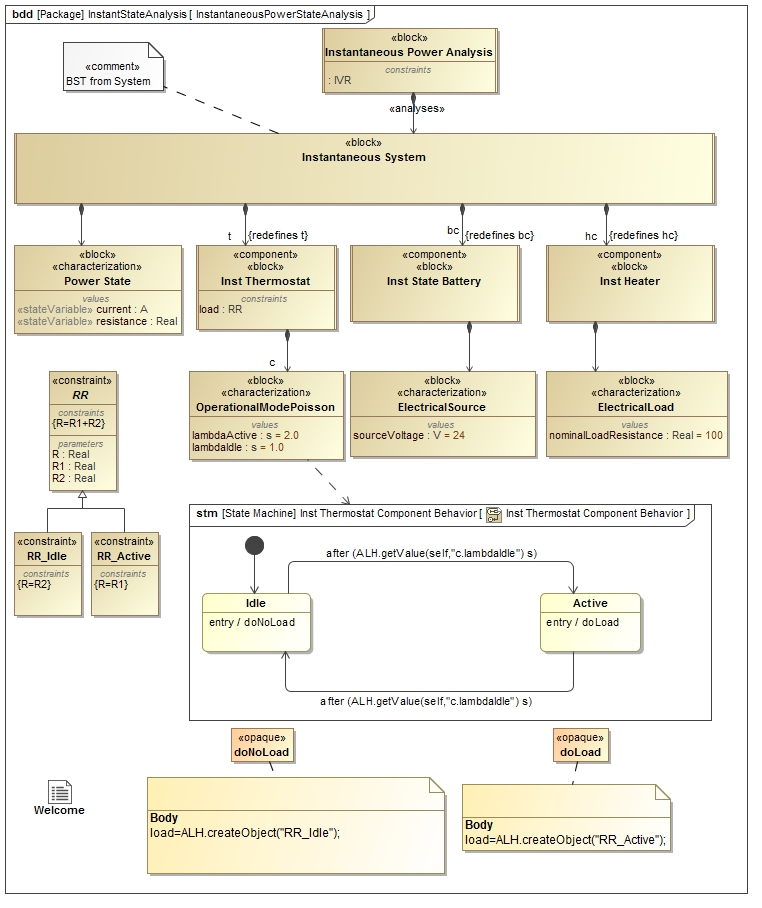 bdd [Package] InstantStateAnalysis [ InstantaneousPowerStateAnalysis ]
«comment»
BST from System
«block»
Instantaneous Power Analysis
constraints
: IVR
«analyses»
«block»
Instantaneous System
t {redefines t}
bc {redefines bc}
hc {redefines hc}
«block»
«characterization»
Power State
values
«stateVariable» current : A
«stateVariable» resistance : Real
«component»
«block»
Inst Thermostat
constraints
load : RR
«component»
«block»
Inst State Battery
«component»
«block»
Inst Heater
c
«constraint»
RR
constraints
{R=R1+R2}
parameters
R : Real
R1 : Real
R2 : Real
«block»
«characterization»
OperationalModePoisson
values
lambdaActive : s = 2.0
lambdaIdle : s = 1.0
«block»
«characterization»
ElectricalSource
values
sourceVoltage : V = 24
«block»
«characterization»
ElectricalLoad
values
nominalLoadResistance : Real = 100
«constraint»
RR_Idle
constraints
{R=R2}
«constraint»
RR_Active
constraints
{R=R1}
stm [State Machine] Inst Thermostat Component Behavior [ Inst Thermostat Component Behavior ]
after (ALH.getValue(self,"c.lambdaIdle") s)
Idle
entry / doNoLoad
Active
entry / doLoad
after (ALH.getValue(self,"c.lambdaIdle") s)
«opaque»
doNoLoad
«opaque»
doLoad
Welcome
Body
load=ALH.createObject("RR_Idle");
Body
load=ALH.createObject("RR_Active");